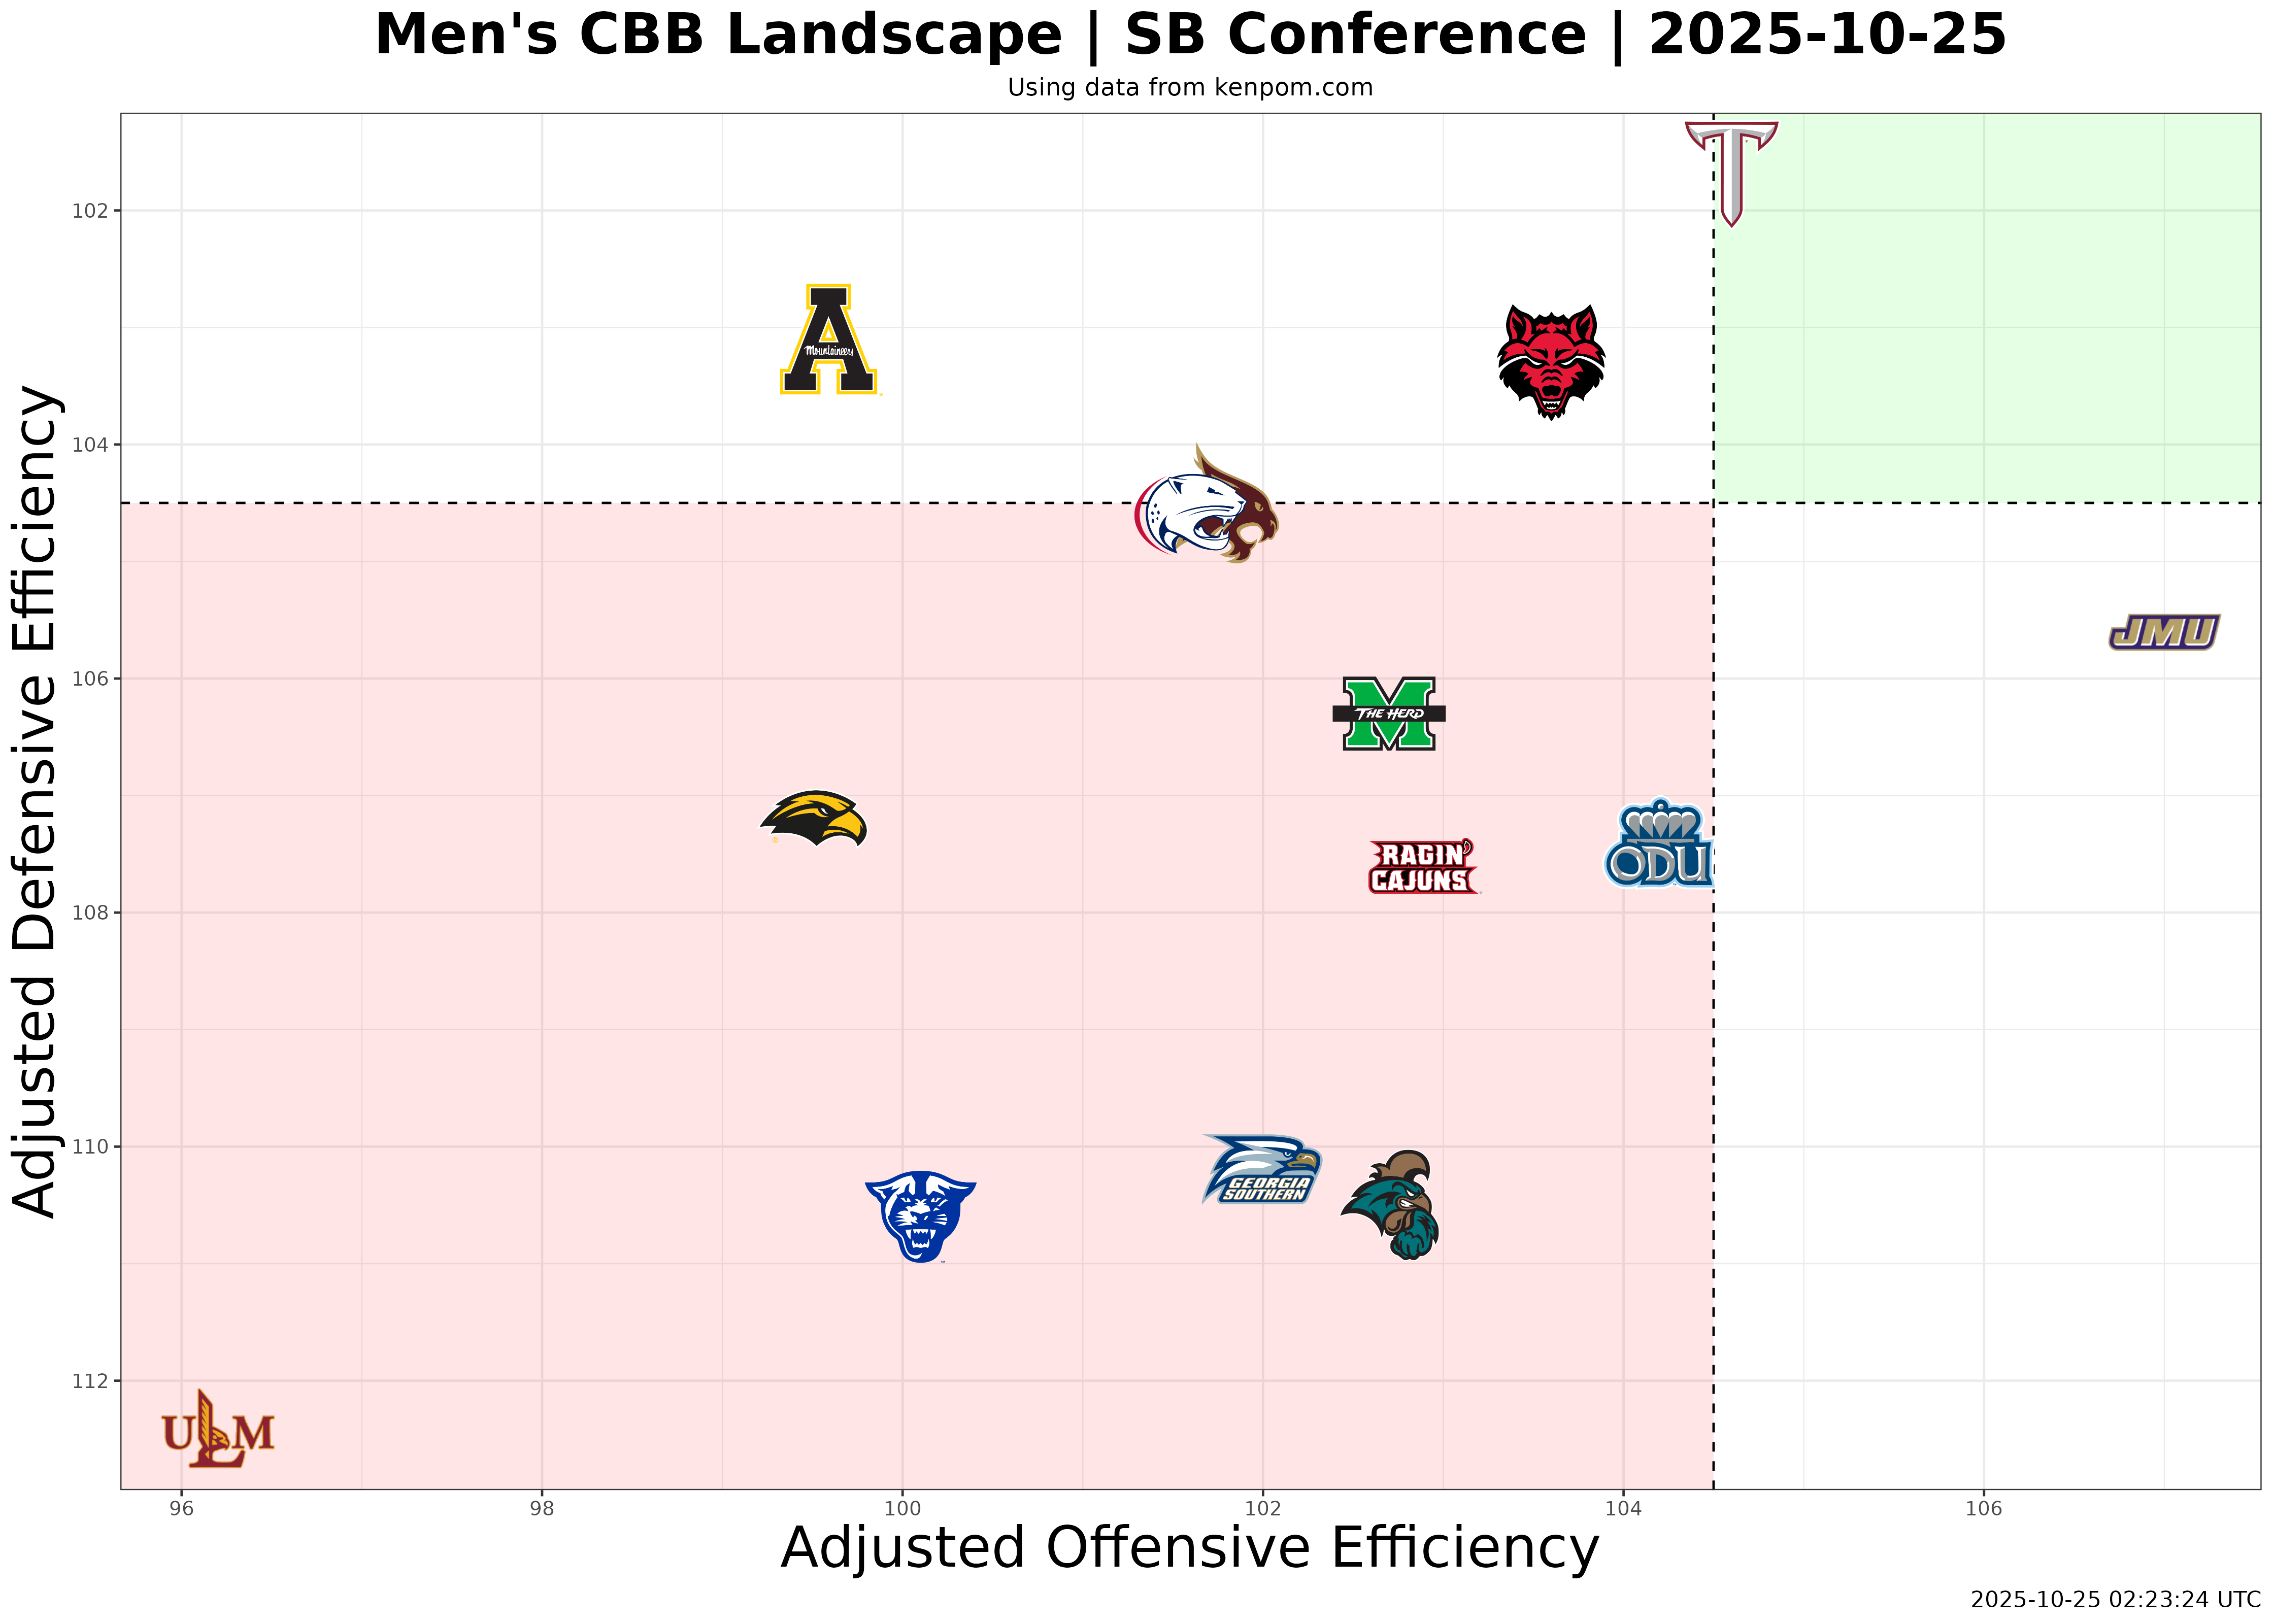 Men's CBB Landscape | SB Conference | 2025-10-25
Using data from kenpom.com
Adjusted Defensive Efficiency
102
104
106
108
110
112
T
A
Mountaineers
JMU
M
THE HERD
RAGIN'
CAJUNS
ODU
GEORGIA
SOUTHERN
ULM
96
98
100
102
104
106
Adjusted Offensive Efficiency
2025-10-25 02:23:24 UTC